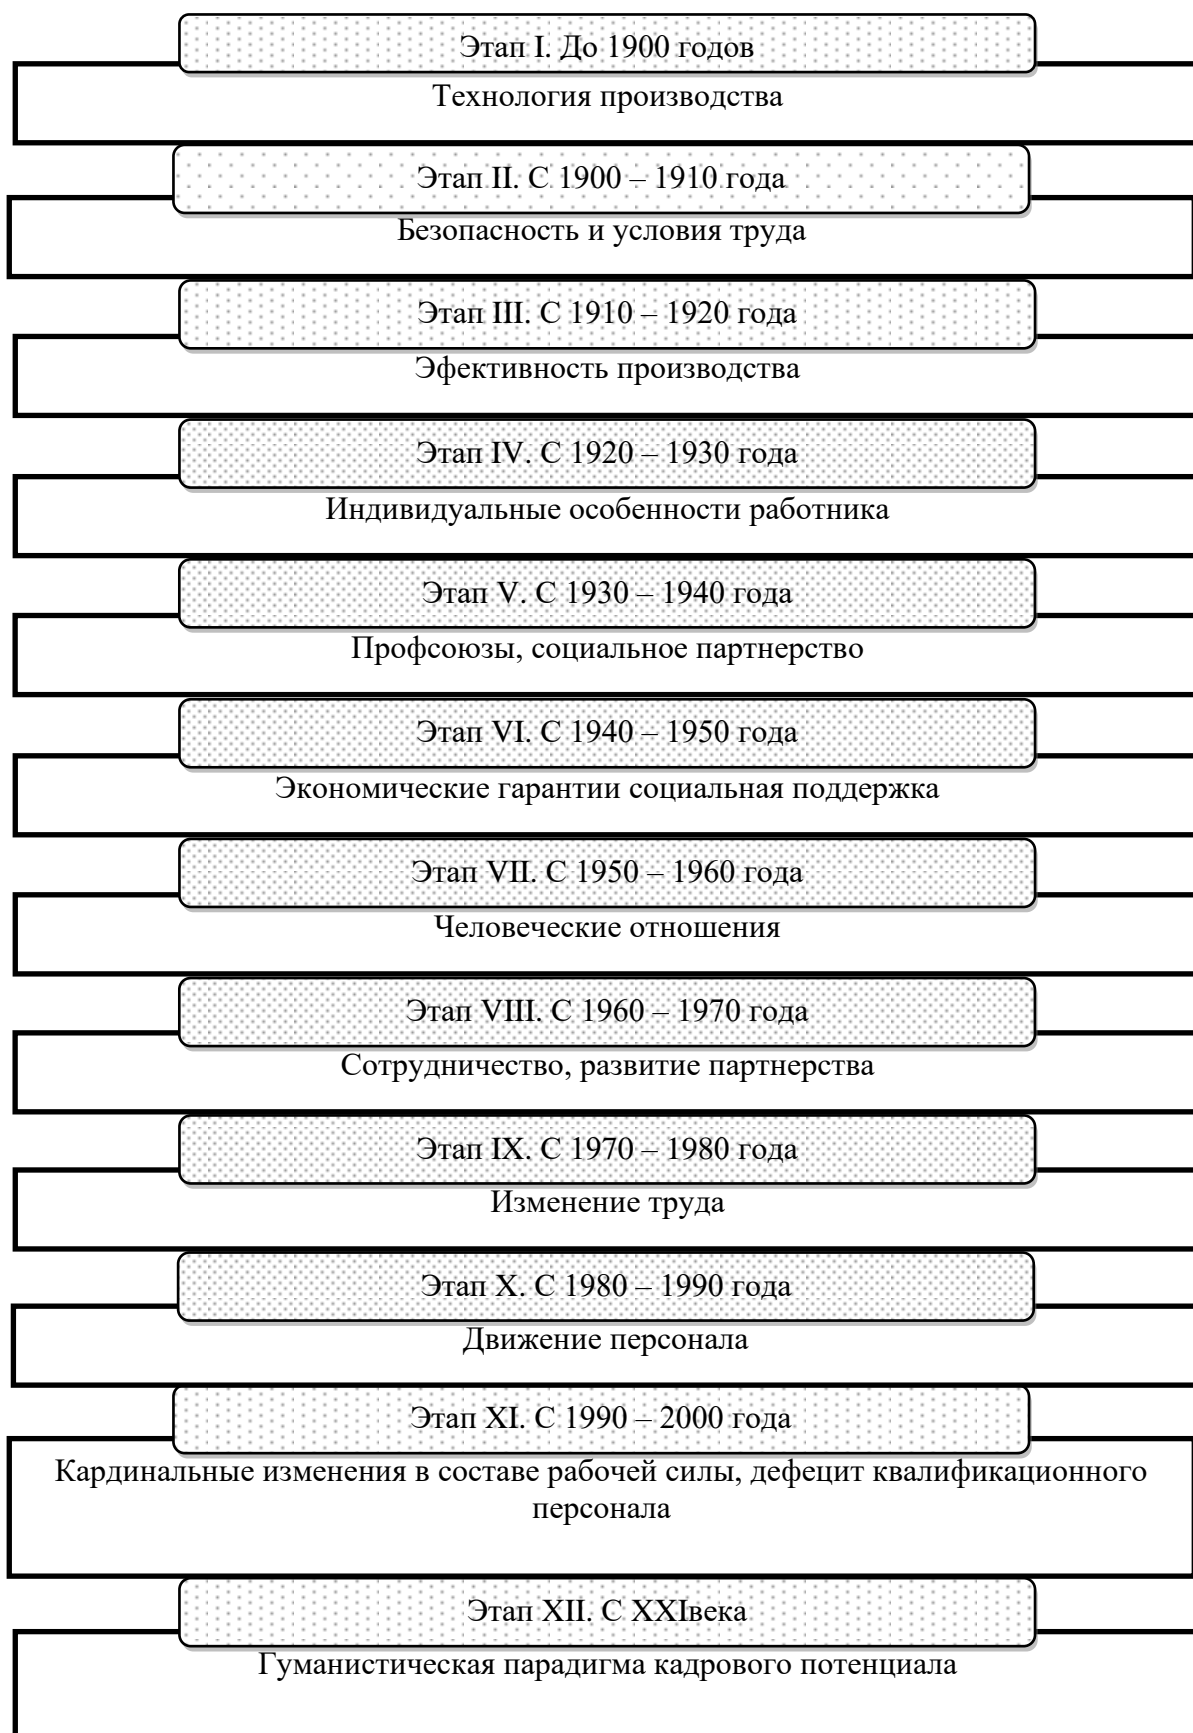 Этап I. До 1900 годов
Технология производства
Этап II. С 1900 – 1910 года
Безопасность и условия труда
Этап III. С 1910 – 1920 года
Эфективность производства
Этап IV. С 1920 – 1930 года
Индивидуальные особенности работника
Этап V. С 1930 – 1940 года
Профсоюзы, социальное партнерство
Этап VI. С 1940 – 1950 года
Экономические гарантии социальная поддержка
Этап VII. С 1950 – 1960 года
Человеческие отношения
Этап VIII. С 1960 – 1970 года
Сотрудничество, развитие партнерства
Этап IX. С 1970 – 1980 года
Изменение труда
Этап X. С 1980 – 1990 года
Движение персонала
Этап XI. С 1990 – 2000 года
Кардинальные изменения в составе рабочей силы, дефецит квалификационного
персонала
Этап XII. С XXIвека
Гуманистическая парадигма кадрового потенциала